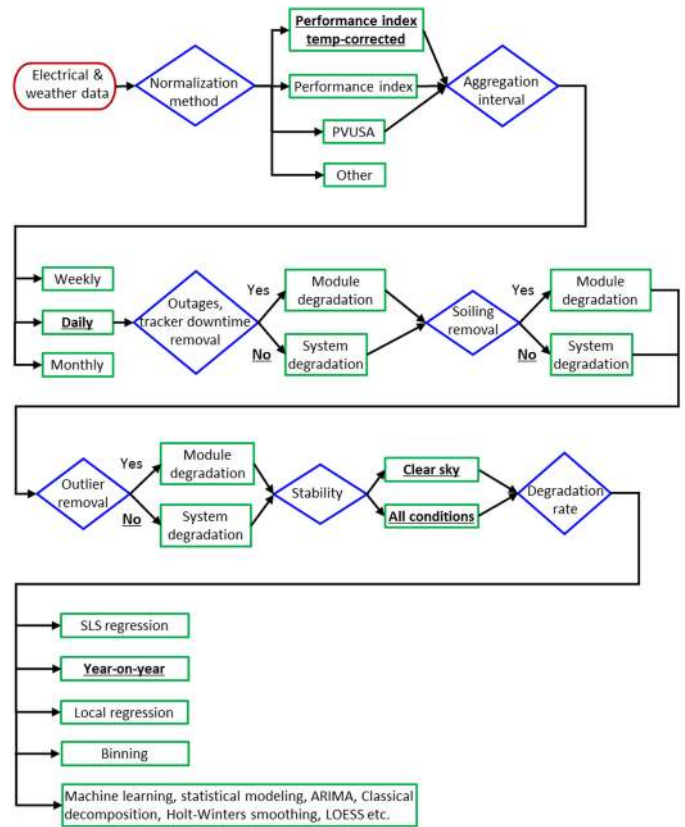 Performance index
temp-corrected
Electrical &
weather data
Normalization
method
Performance index
Aggregation
interval
PVUSA
Other
Weekly
Daily
Monthly
Outages,
tracker downtime
removal
Yes
No
Module
degradation
System
degradation
Soiling
removal
Yes
No
Module
degradation
System
degradation
Outlier
removal
Yes
No
Module
degradation
System
degradation
Stability
Clear sky
All conditions
Degradation
rate
SLS regression
Year-on-year
Local regression
Binning
Machine learning, statistical modeling, ARIMA, Classical
decomposition, Holt-Winters smoothing, LOESS etc.